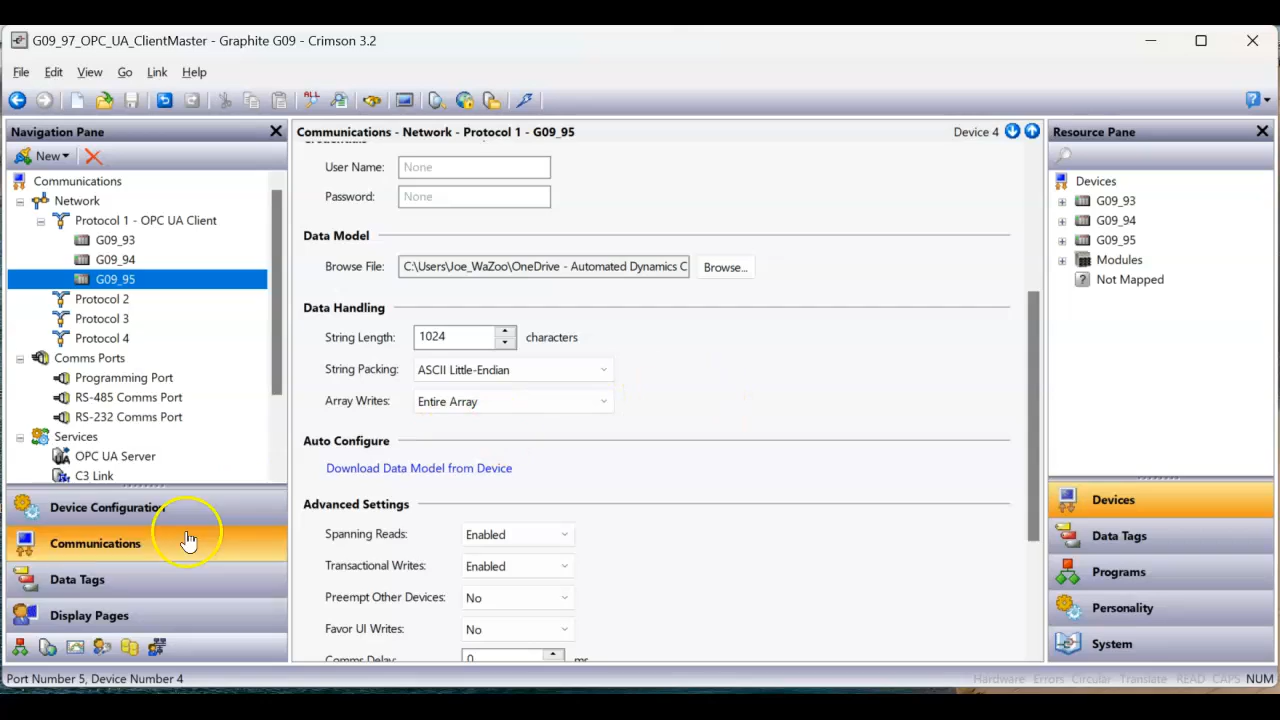 G09_97_OPC_UA_ClientMaster - Graphite G09 - Crimson 3.2
File Edit View Go Link Help
Navigation Pane
New
Communications
Network
Protocol 1 - OPC UA Client
G09_93
G09_94
G09_95
Protocol 2
Protocol 3
Protocol 4
Comms Ports
Programming Port
RS-485 Comms Port
RS-232 Comms Port
Services
OPC UA Server
C3 Link
Device Configuration
Communications
Data Tags
Display Pages
Communications - Network - Protocol 1 - G09_95
Device 4
Credentials
User Name: None
Password: None
Data Model
Browse File: C:\Users\Joe_WaZoo\OneDrive - Automated Dynamics C
Browse...
Data Handling
String Length: 1024 characters
String Packing: ASCII Little-Endian
Array Writes: Entire Array
Auto Configure
Download Data Model from Device
Advanced Settings
Spanning Reads: Enabled
Transactional Writes: Enabled
Preempt Other Devices: No
Favor UI Writes: No
Comms Delay: 0 ms
Resource Pane
Devices
G09_93
G09_94
G09_95
Modules
Not Mapped
Devices
Data Tags
Programs
Personality
System
Port Number 5, Device Number 4
Hardware Errors Circular Translate READ CAPS NUM